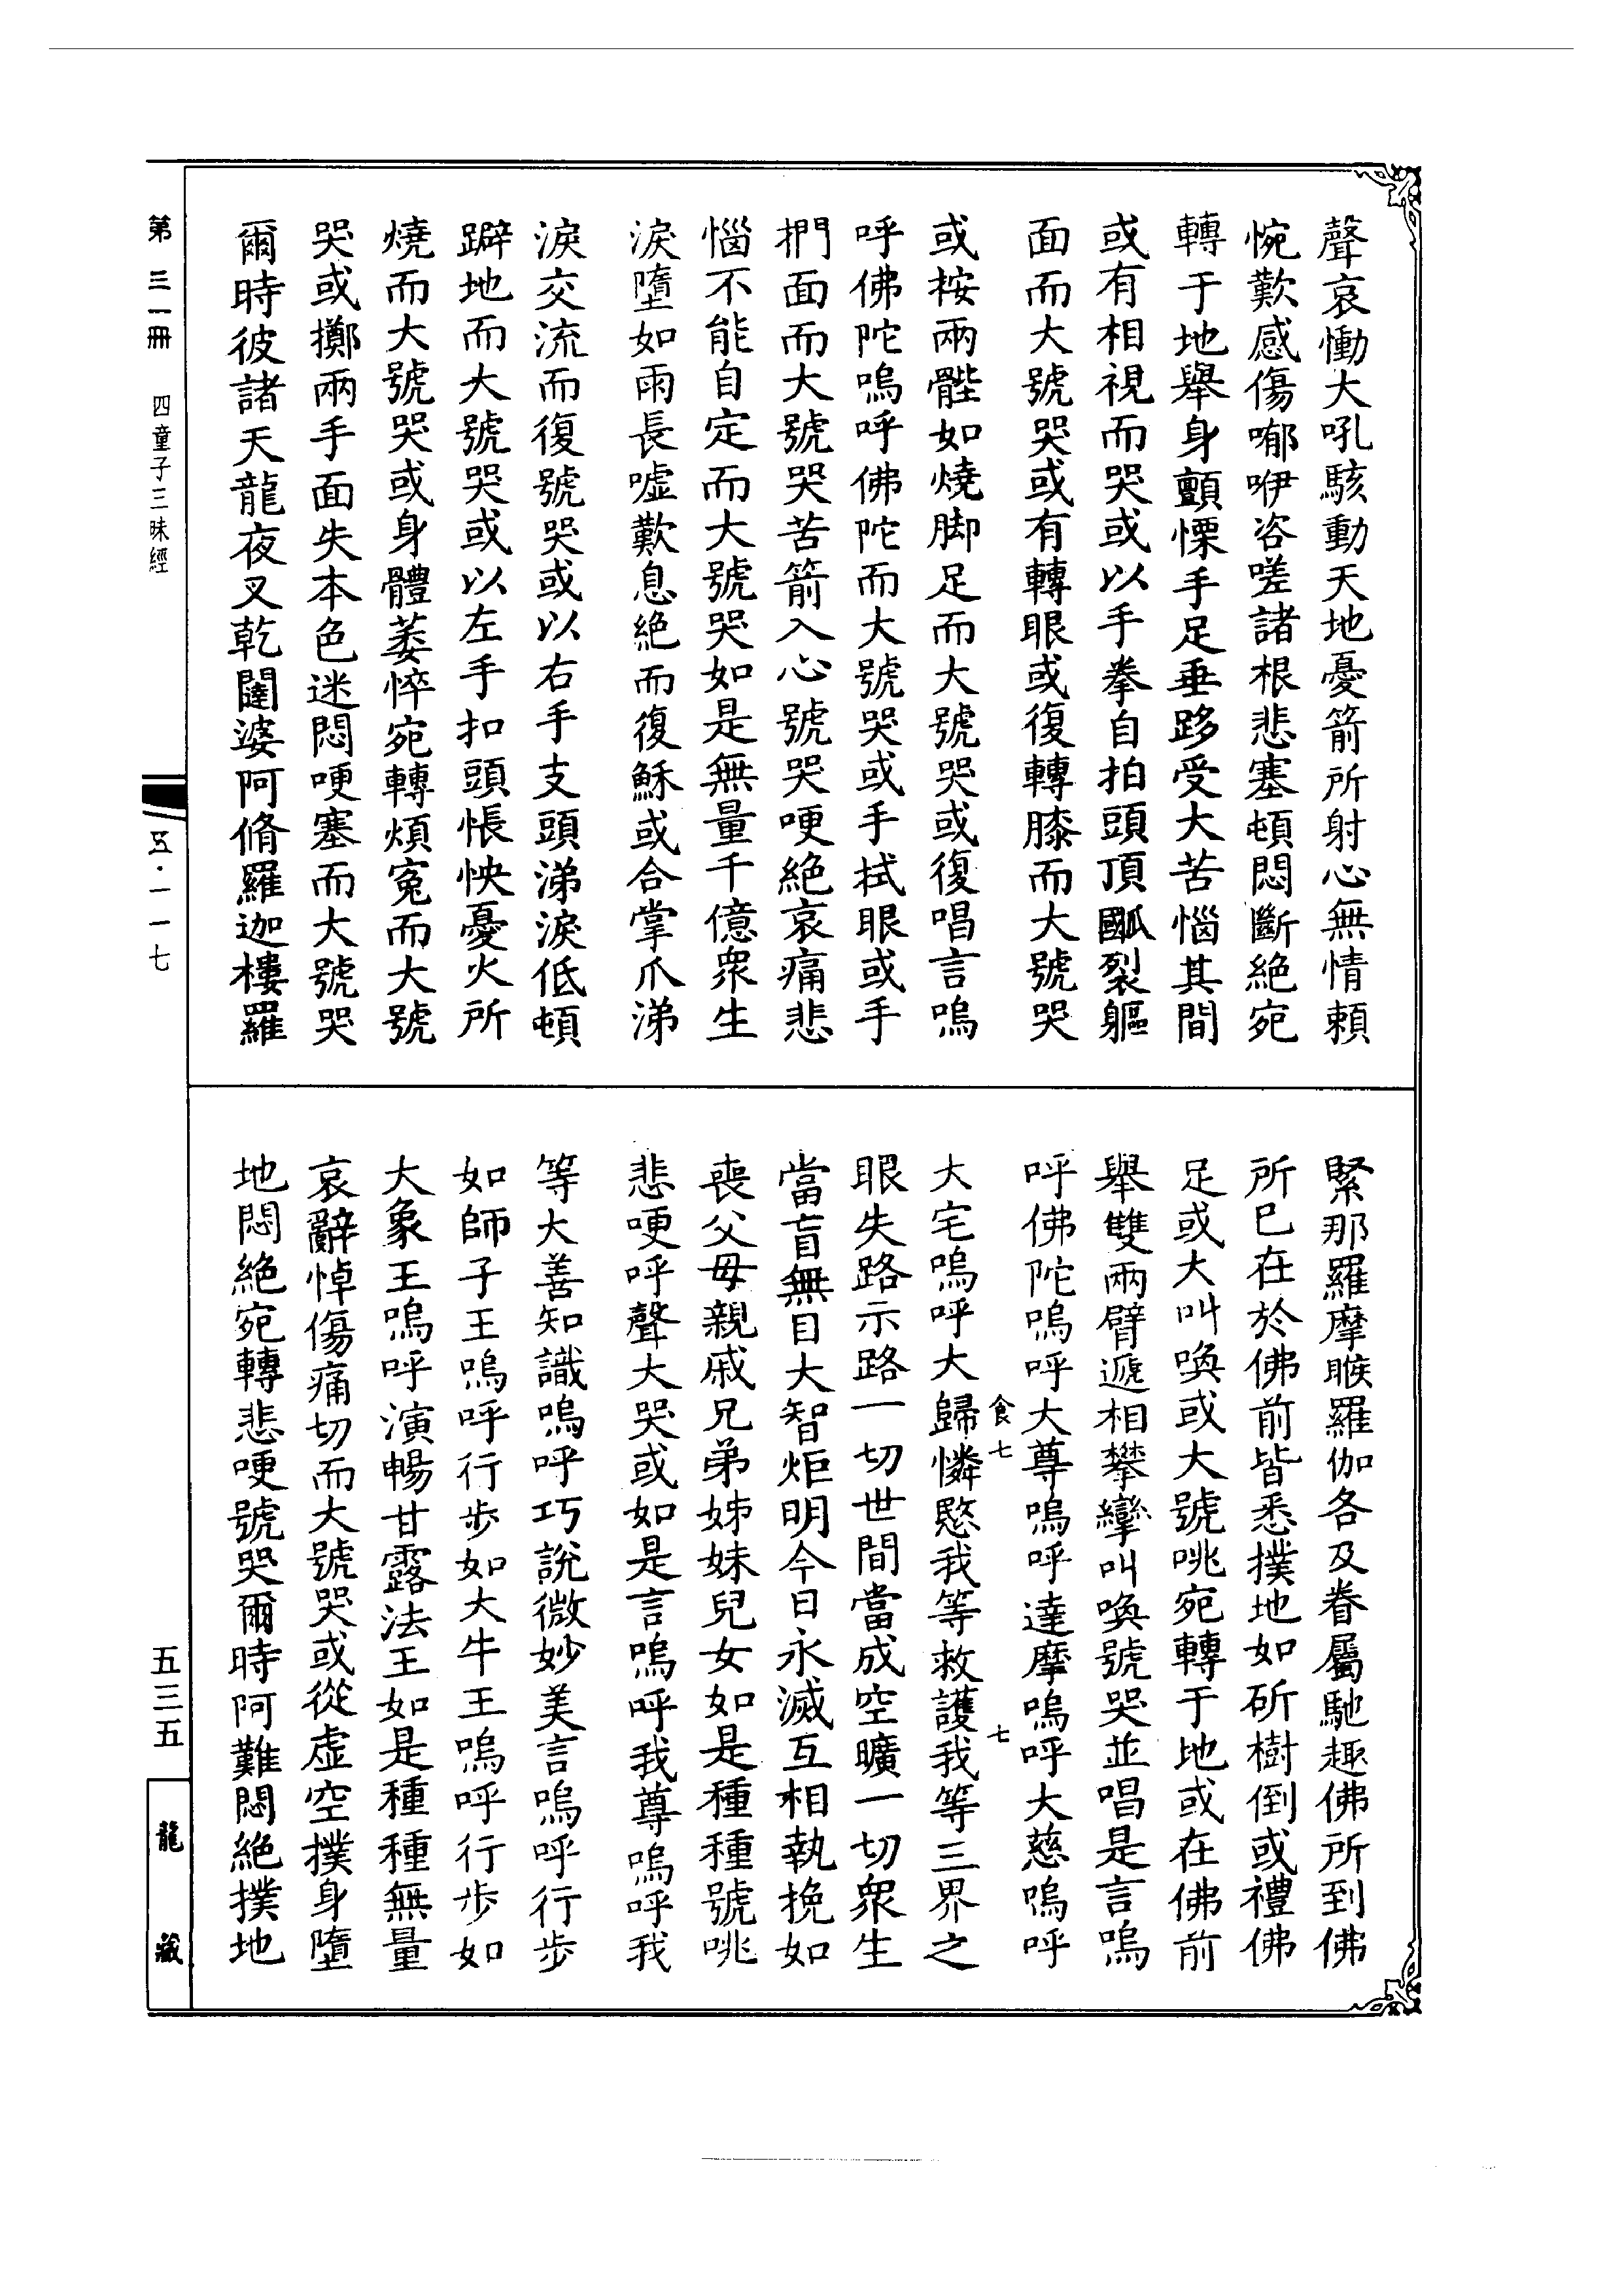 聲哀慟大吼駭動天地憂箭所射心無情賴
惋歎感傷唧咿咨嗟諸根悲塞頓悶斷絕宛
轉于地舉身顫慄手足垂跢受大苦惱其間
或有相視而哭或以手拳自拍頭頂㼌裂軀
面而大號哭或有轉眼或復轉膝而大號哭
或桉兩髀如燒脚足而大號哭或復唱言嗚
呼佛陀嗚呼佛陀而大號哭或手拭眼或手
捫面而大號哭苦箭入心號哭哽絕哀痛悲
惱不能自定而大號哭如是無量千億眾生
淚墮如雨長噓歎息絕而復穌或合掌爪涕
淚交流而復號哭或以右手支頭涕淚低頓
躃地而大號哭或以左手扣頭悵怏憂火所
燒而大號哭或身體萎悴宛轉煩寃而大號
哭或擲兩手面失本色迷悶哽塞而大號哭
爾時彼諸天龍夜叉乾闥婆阿脩羅迦樓羅
緊那羅摩睺羅伽各及眷屬馳趣佛所到佛
所已在於佛前皆悉撲地如斫樹倒或禮佛
足或大叫喚或大號咷宛轉于地或在佛前
舉雙兩臂遞相攀攣叫喚號哭並唱是言嗚
呼佛陀嗚呼大尊嗚呼達摩嗚呼大慈嗚呼
食七 七
大宅嗚呼大歸憐愍我等救護我等三界之
眼失路示路一切世間當成空曠一切眾生
當盲無目大智炬明今日永滅互相執挽如
喪父母親戚兄弟姊妹兒女如是種種號咷
悲哽呼聲大哭或如是言嗚呼我尊嗚呼我
等大善知識嗚呼巧說微妙美言嗚呼行步
如師子王嗚呼行步如大牛王嗚呼行步如
大象王嗚呼演暢甘露法王如是種種無量
哀辭悼傷痛切而大號哭或從虛空撲身墮
地悶絕宛轉悲哽號哭爾時阿難悶絕撲地
第三一冊 四童子三昧經 五·一一七 五三五 龍藏